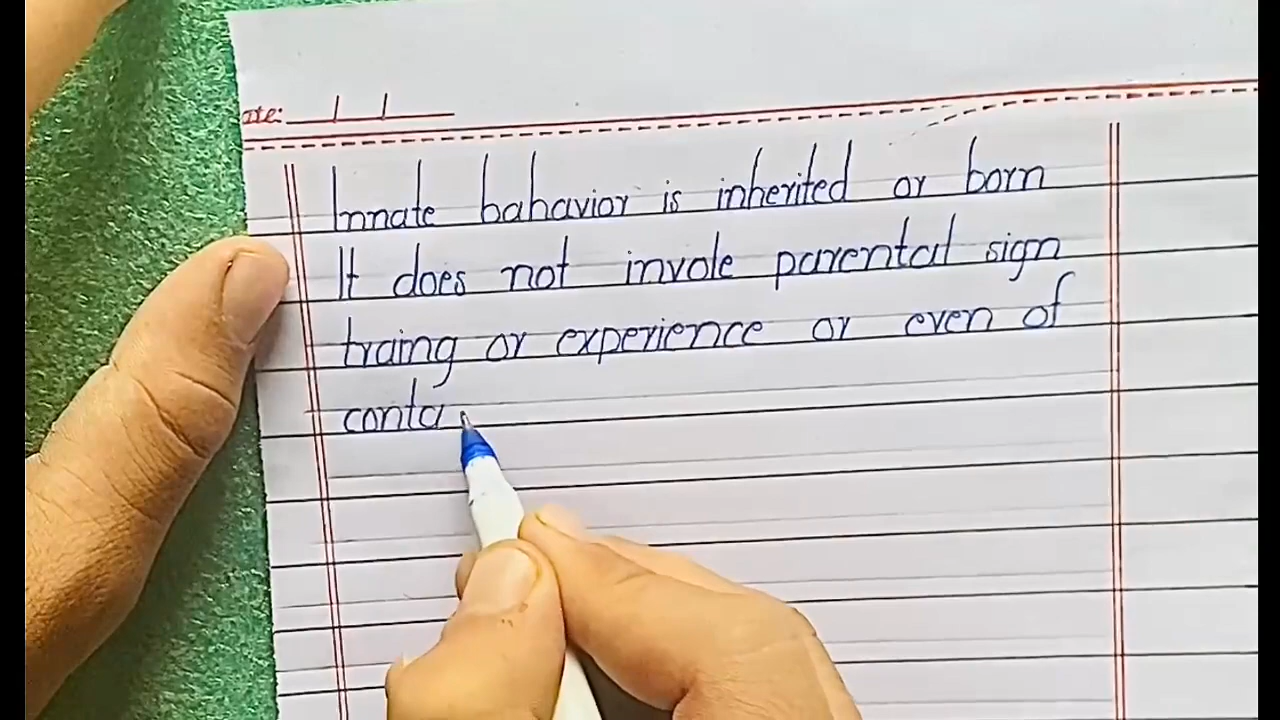 ate:
Innate bahavior is inherited or born
It does not invole parental sign
traing or experience or even of
conta